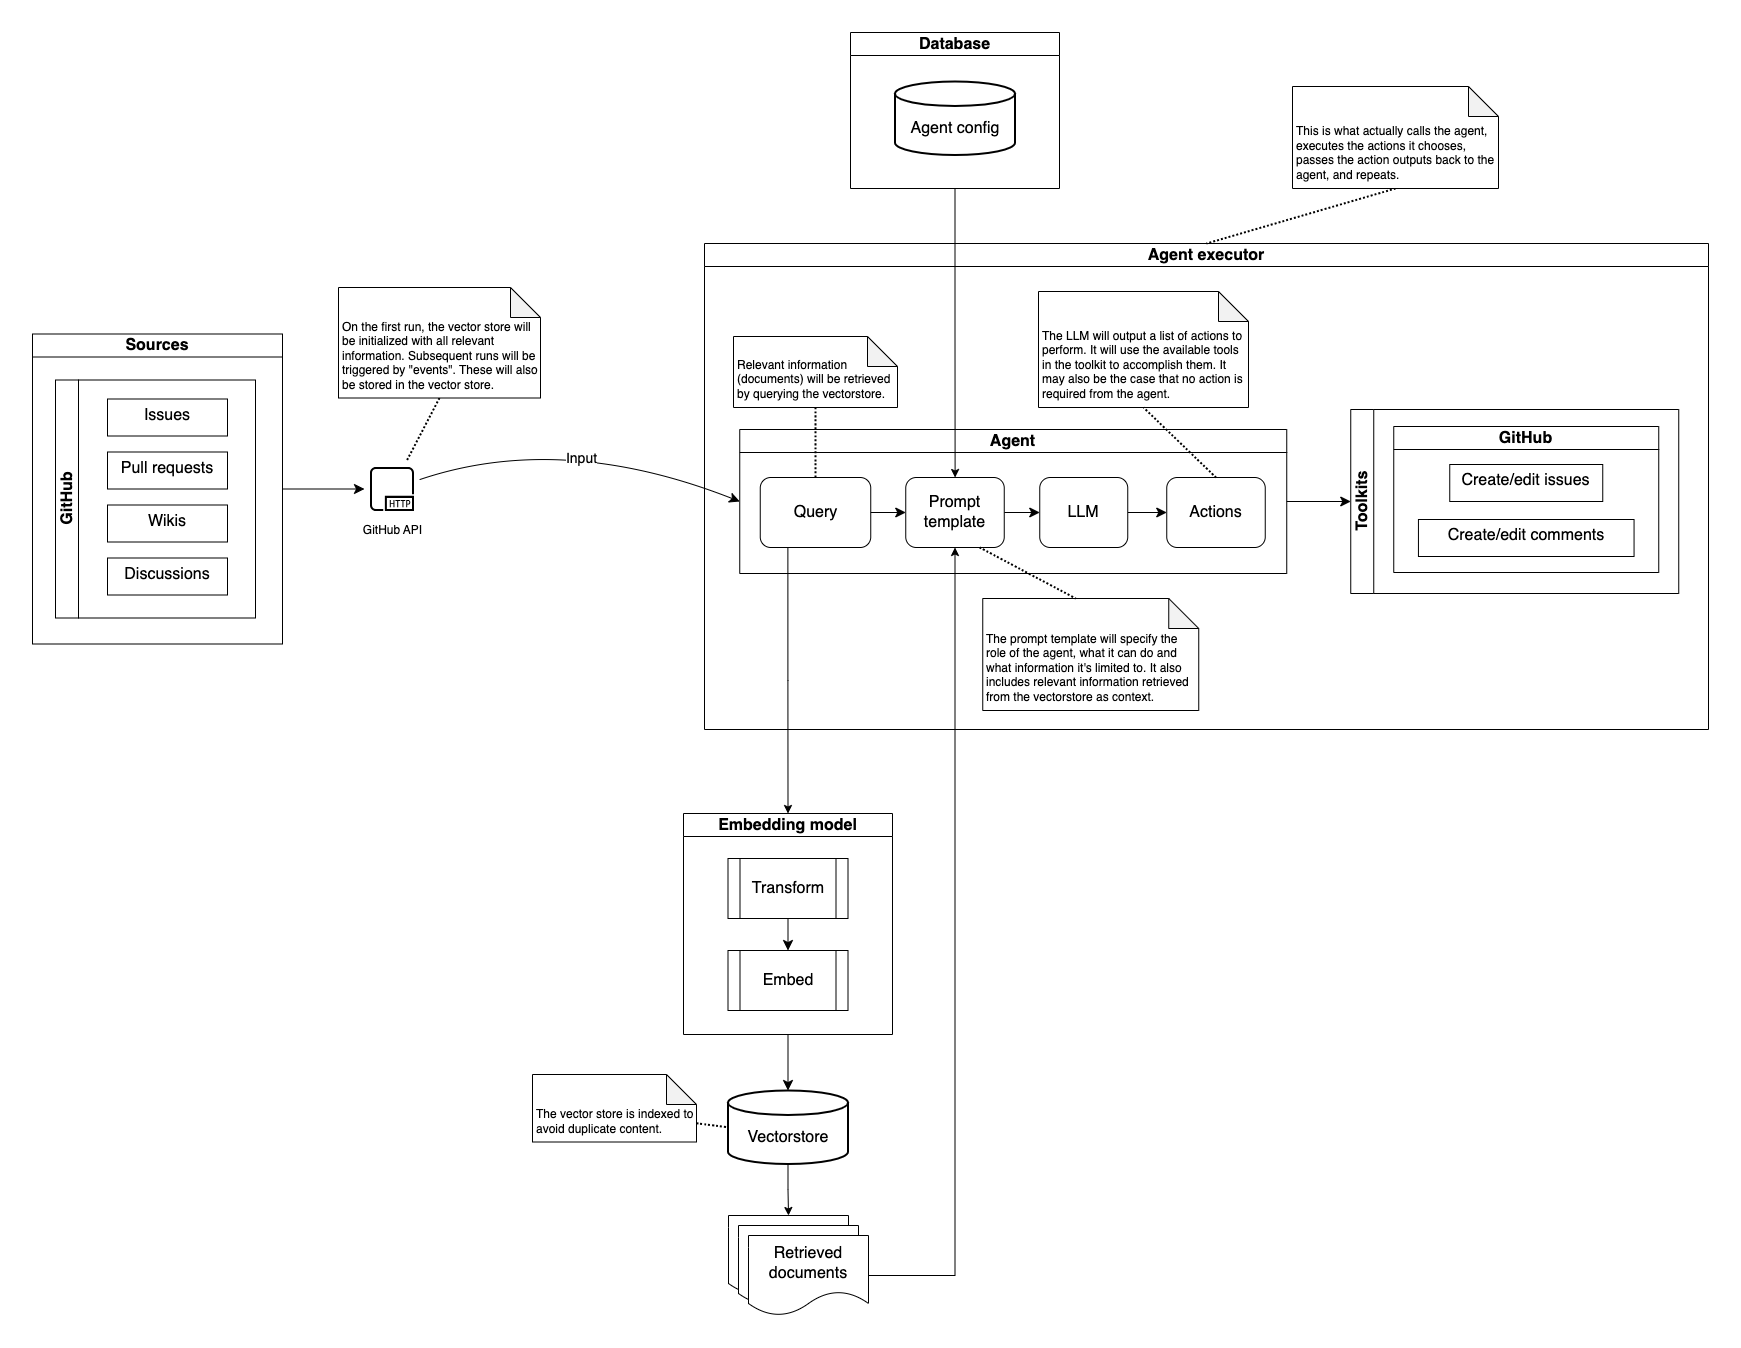 Database
Agent config
This is what actually calls the agent,
executes the actions it chooses,
passes the action outputs back to the
agent, and repeats.
Agent executor
On the first run, the vector store will
be initialized with all relevant
information. Subsequent runs will be
triggered by "events". These will also
be stored in the vector store.
Sources
GitHub
Issues
Pull requests
Wikis
Discussions
HTTP
GitHub API
Input
Relevant information
(documents) will be retrieved
by querying the vectorstore.
The LLM will output a list of actions to
perform. It will use the available tools
in the toolkit to accomplish them. It
may also be the case that no action is
required from the agent.
Agent
Query
Prompt
template
LLM
Actions
Toolkits
GitHub
Create/edit issues
Create/edit comments
The prompt template will specify the
role of the agent, what it can do and
what information it's limited to. It also
includes relevant information retrieved
from the vectorstore as context.
Embedding model
Transform
Embed
The vector store is indexed to
avoid duplicate content.
Vectorstore
Retrieved
documents